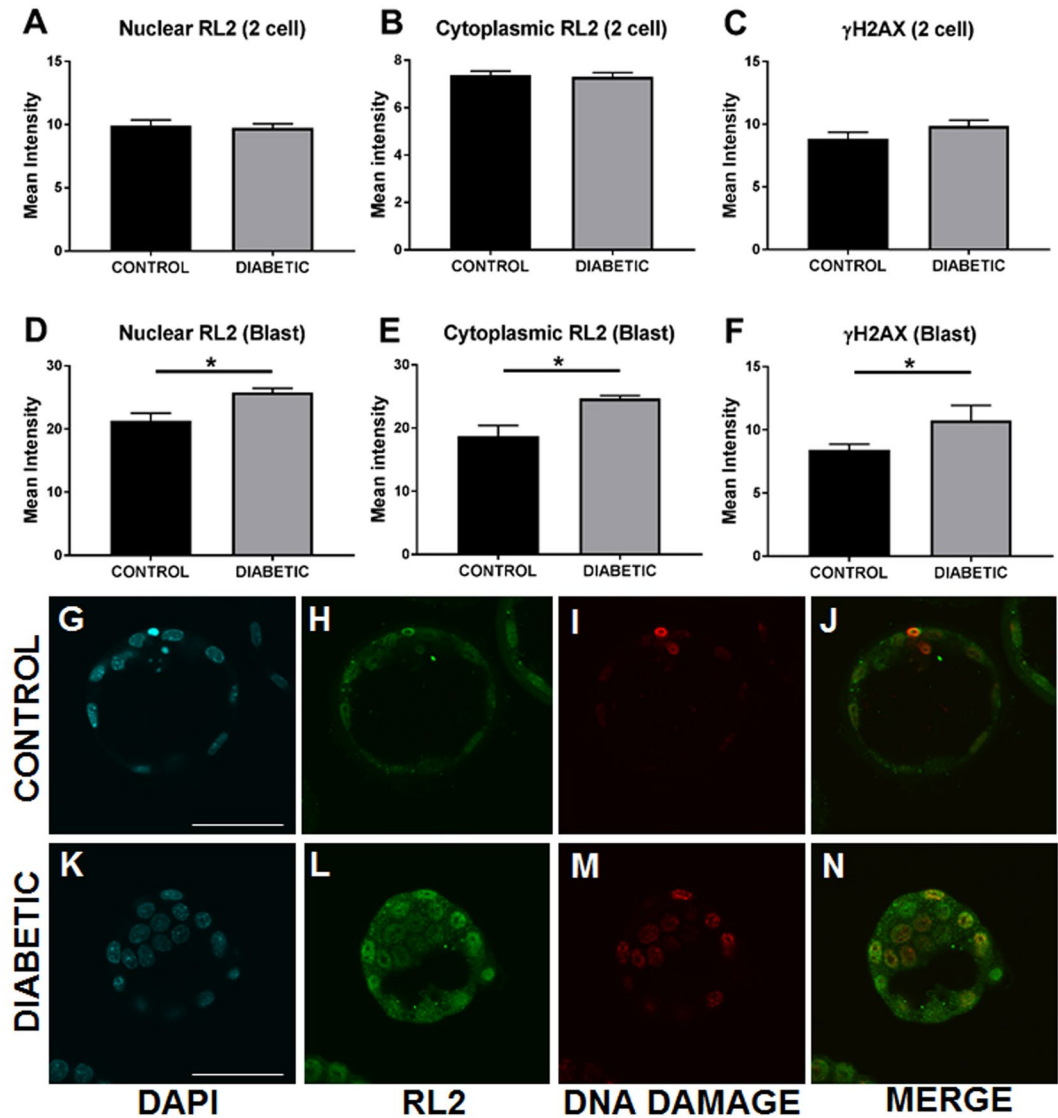 A Nuclear RL2 (2 cell)
Mean Intensity
15
10
5
0
CONTROL DIABETIC
B Cytoplasmic RL2 (2 cell)
Mean intensity
8
6
4
2
0
CONTROL DIABETIC
C γH2AX (2 cell)
Mean Intensity
15
10
5
0
CONTROL DIABETIC
D Nuclear RL2 (Blast)
Mean Intensity
30
20
10
0
*
CONTROL DIABETIC
E Cytoplasmic RL2 (Blast)
Mean intensity
30
20
10
0
*
CONTROL DIABETIC
F γH2AX (Blast)
Mean Intensity
15
10
5
0
*
CONTROL DIABETIC
CONTROL
G H I J
DIABETIC
K L M N
DAPI RL2 DNA DAMAGE MERGE